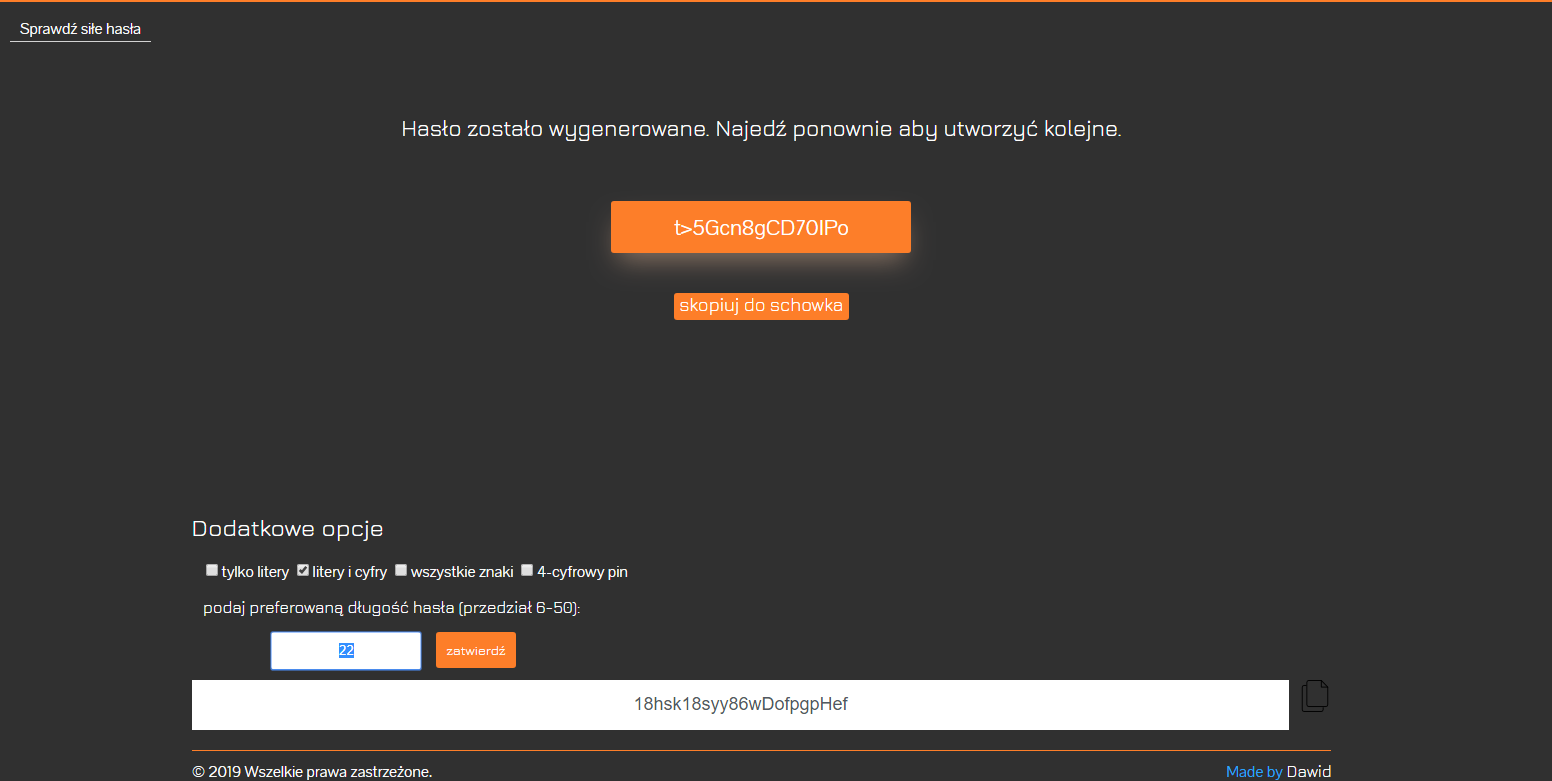 Sprawdź siłe hasła
Hasło zostało wygenerowane. Najedź ponownie aby utworzyć kolejne.
t>5Gcn8gCD70IPo
skopiuj do schowka
Dodatkowe opcje
tylko litery litery i cyfry wszystkie znaki 4-cyfrowy pin
podaj preferowaną długość hasła (przedział 6-50):
22 zatwierdź
18hsk18syy86wDofpgpHef
© 2019 Wszelkie prawa zastrzeżone. Made by Dawid